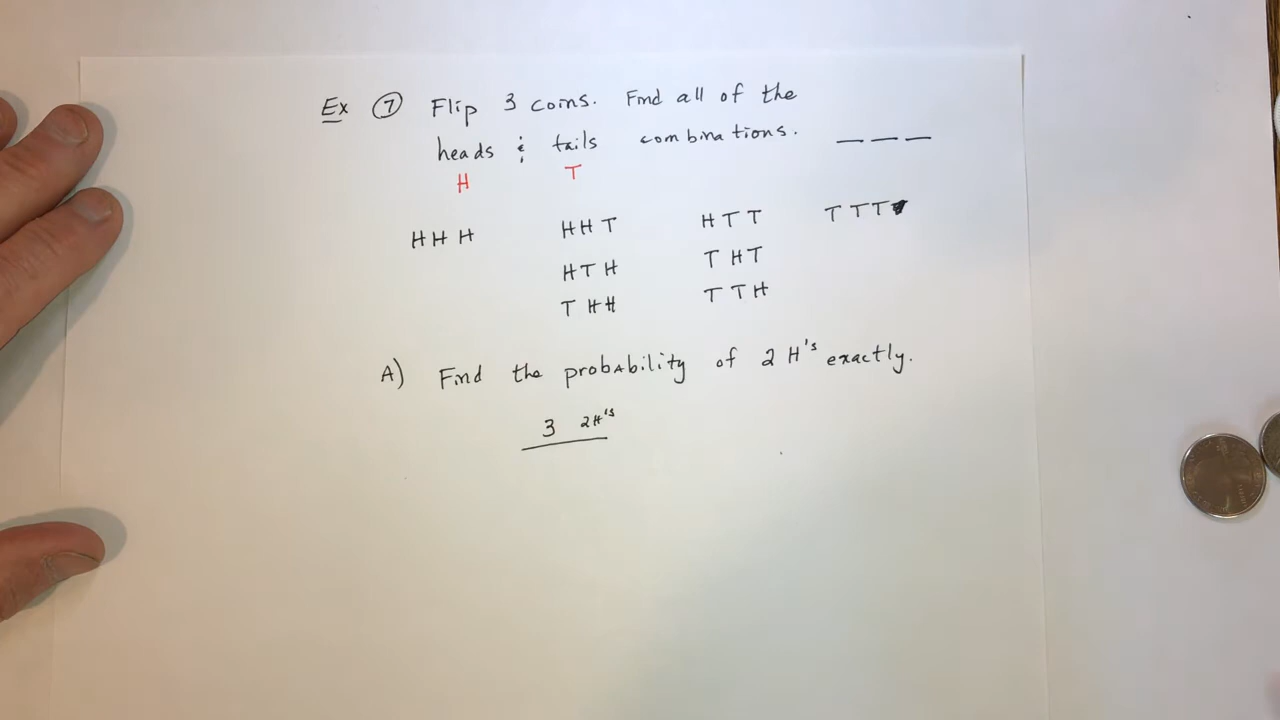 Ex 7 Flip 3 coins. Find all of the
heads & tails combinations. _ _ _
H T
HHH HHT HTT TTT
HTH THT
THH TTH
A) Find the probability of 2 H's exactly.
3 2H's